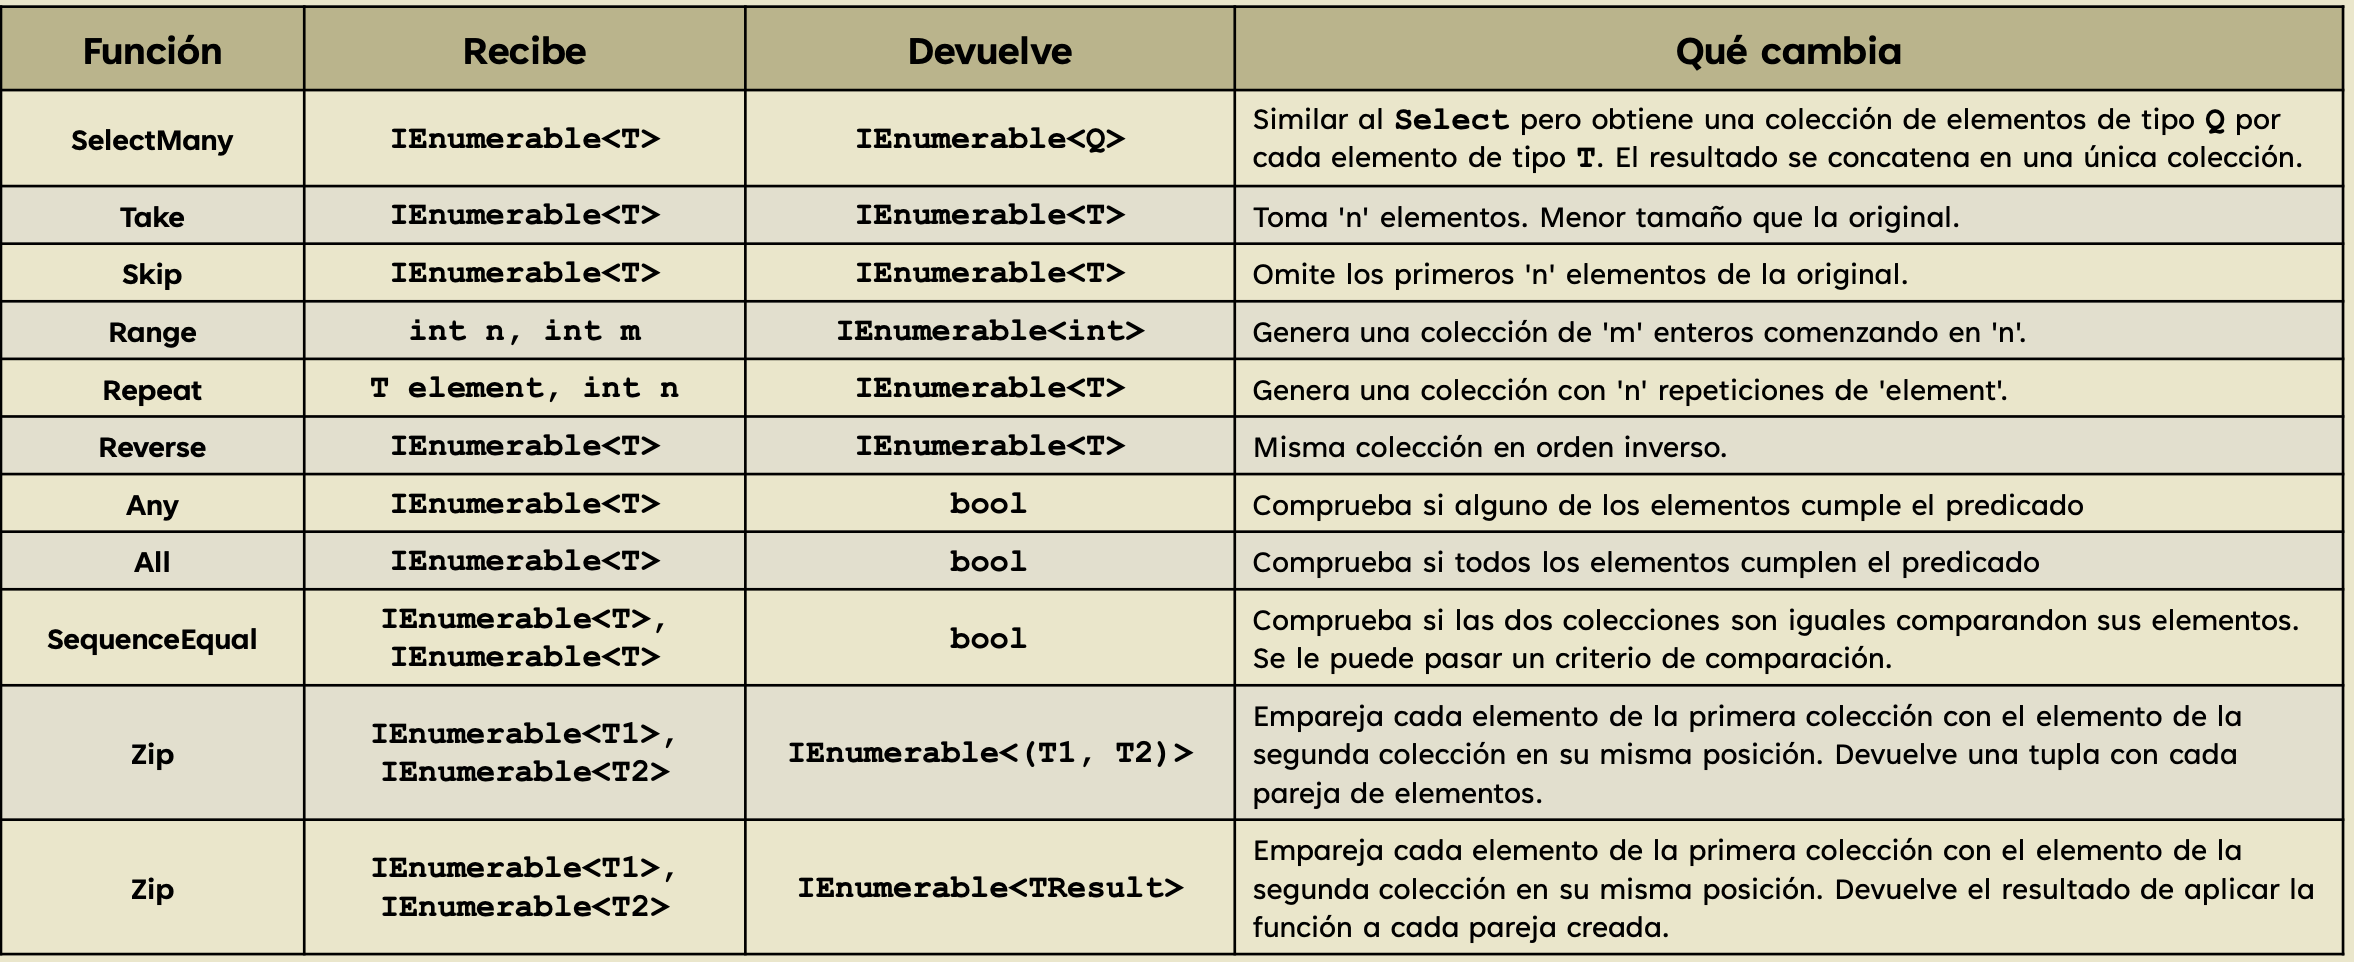 Función Recibe Devuelve Qué cambia
SelectMany IEnumerable<T> IEnumerable<Q> Similar al Select pero obtiene una colección de elementos de tipo Q por
cada elemento de tipo T. El resultado se concatena en una única colección.
Take IEnumerable<T> IEnumerable<T> Toma 'n' elementos. Menor tamaño que la original.
Skip IEnumerable<T> IEnumerable<T> Omite los primeros 'n' elementos de la original.
Range int n, int m IEnumerable<int> Genera una colección de 'm' enteros comenzando en 'n'.
Repeat T element, int n IEnumerable<T> Genera una colección con 'n' repeticiones de 'element'.
Reverse IEnumerable<T> IEnumerable<T> Misma colección en orden inverso.
Any IEnumerable<T> bool Comprueba si alguno de los elementos cumple el predicado
All IEnumerable<T> bool Comprueba si todos los elementos cumplen el predicado
SequenceEqual IEnumerable<T>,
IEnumerable<T> bool Comprueba si las dos colecciones son iguales comparandon sus elementos.
Se le puede pasar un criterio de comparación.
Zip IEnumerable<T1>,
IEnumerable<T2> IEnumerable<(T1, T2)> Empareja cada elemento de la primera colección con el elemento de la
segunda colección en su misma posición. Devuelve una tupla con cada
pareja de elementos.
Zip IEnumerable<T1>,
IEnumerable<T2> IEnumerable<TResult> Empareja cada elemento de la primera colección con el elemento de la
segunda colección en su misma posición. Devuelve el resultado de aplicar la
función a cada pareja creada.